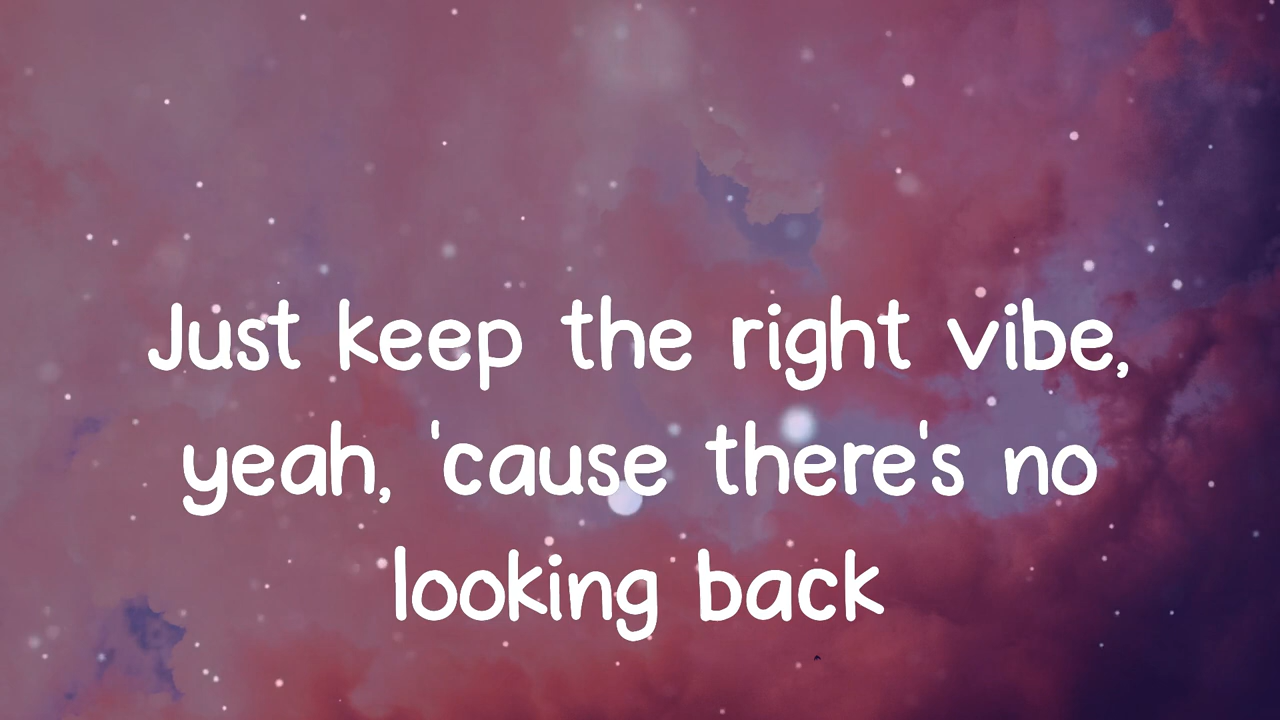 Just keep the right vibe,
yeah, 'cause there's no
looking back